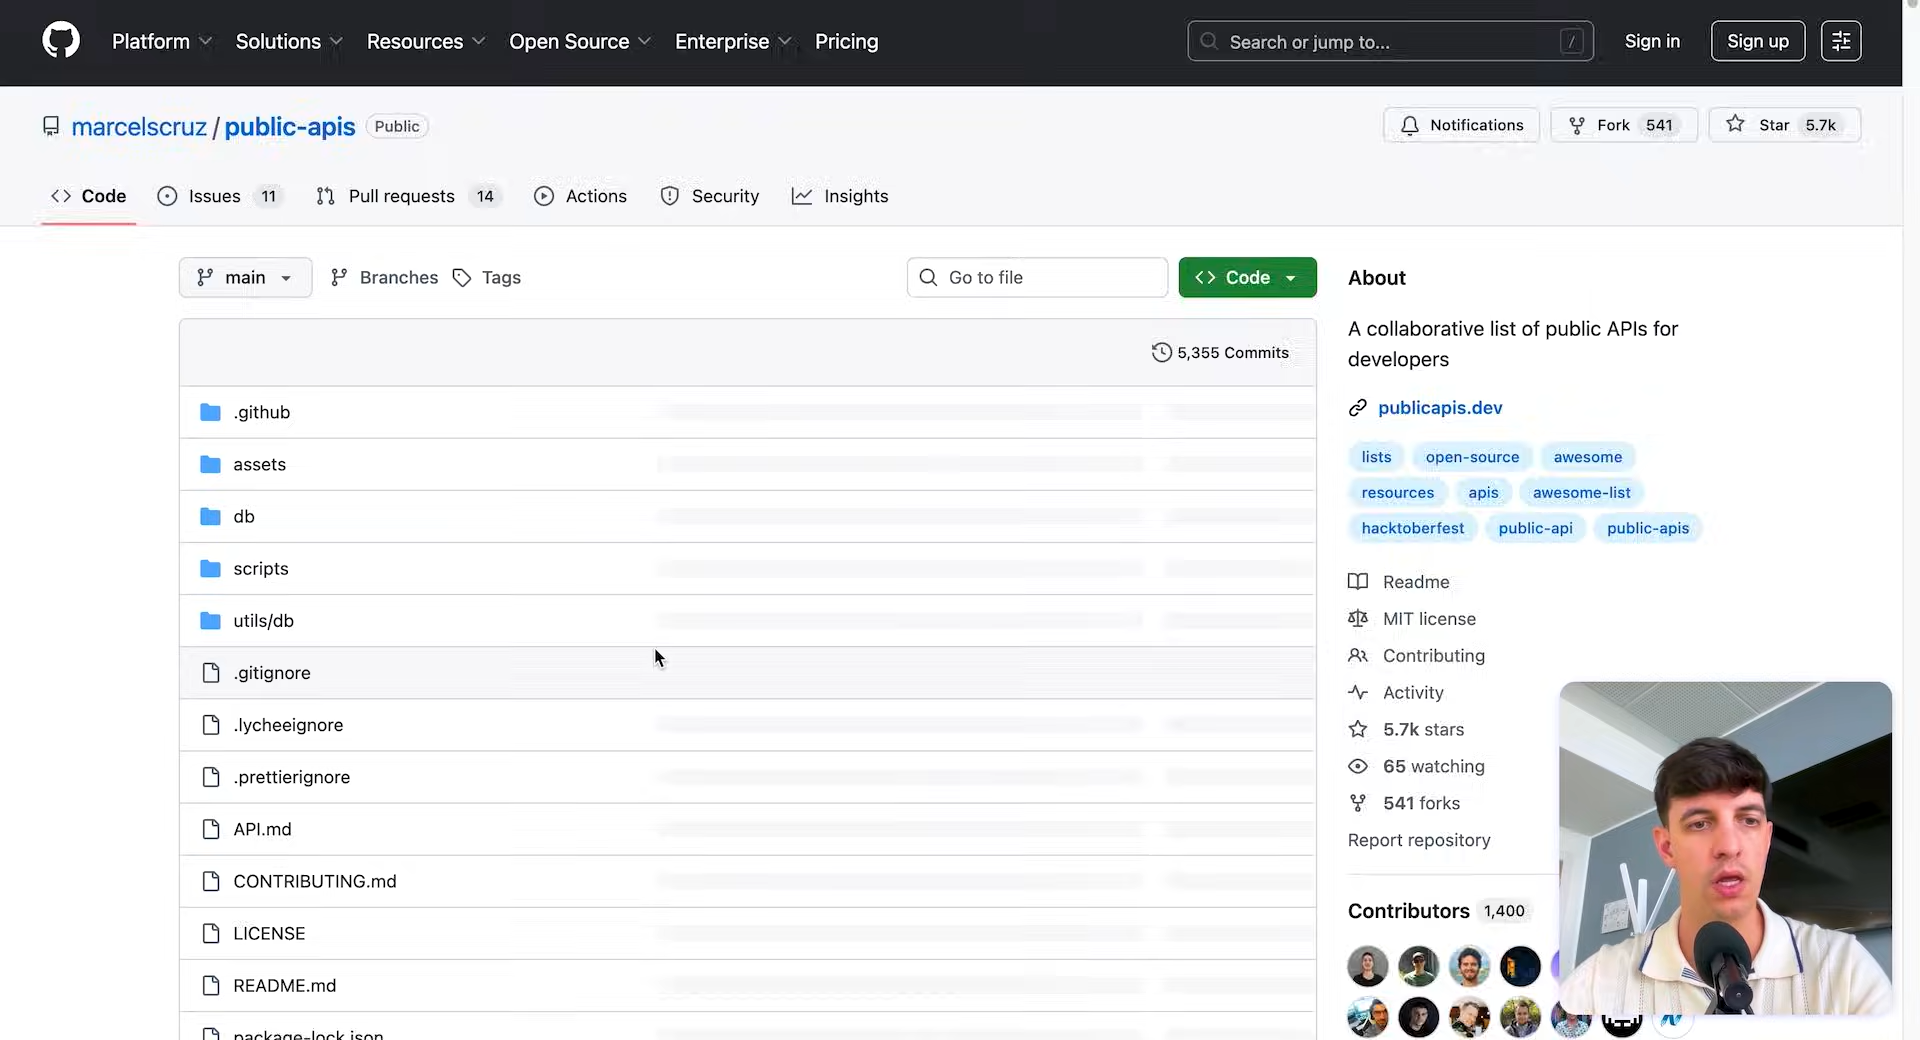 Platform Solutions Resources Open Source Enterprise Pricing Search or jump to... / Sign in Sign up
marcelscruz / public-apis Public Notifications Fork 541 Star 5.7k
Code Issues 11 Pull requests 14 Actions Security Insights
main Branches Tags Go to file Code
5,355 Commits
.github
assets
db
scripts
utils/db
.gitignore
.lycheeignore
.prettierignore
API.md
CONTRIBUTING.md
LICENSE
README.md
package-lock.json
About
A collaborative list of public APIs for
developers
publicapis.dev
lists open-source awesome
resources apis awesome-list
hacktoberfest public-api public-apis
Readme
MIT license
Contributing
Activity
5.7k stars
65 watching
541 forks
Report repository
Contributors 1,400